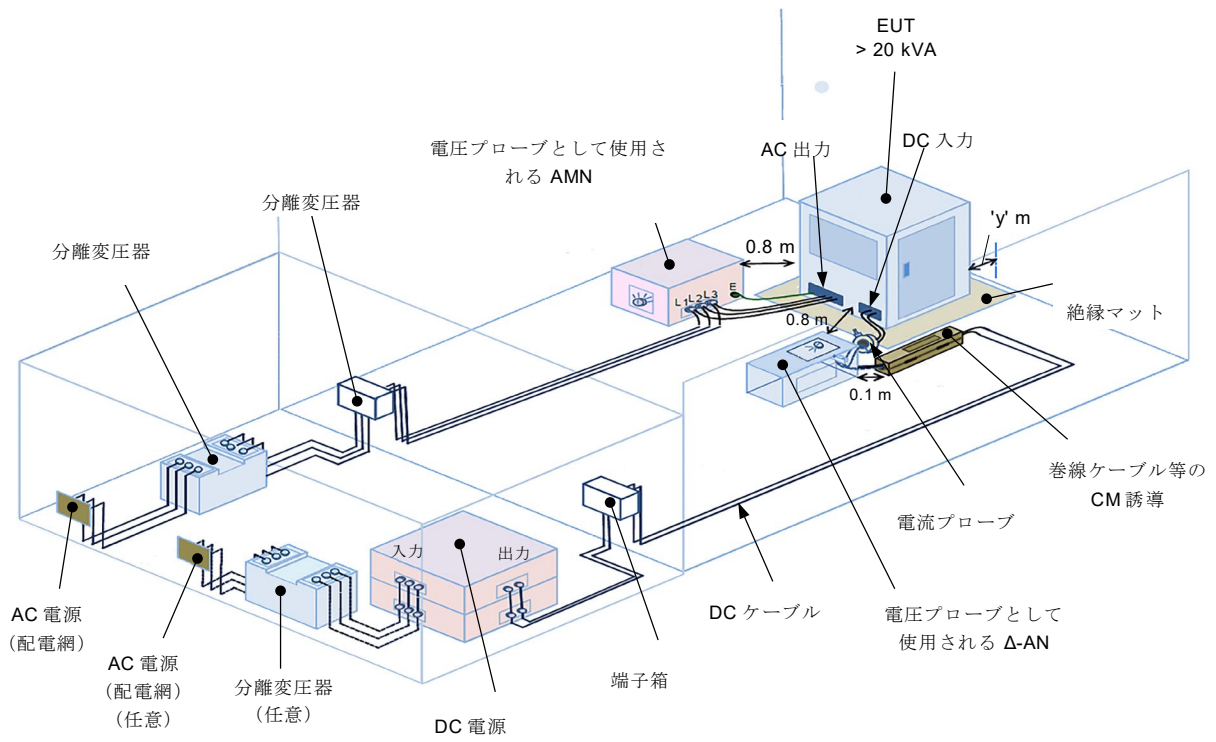 EUT
> 20 kVA
電圧プローブとして使用さ
れる AMN
AC 出力
DC 入力
分離変圧器
分離変圧器
'y' m
0.8 m
L1
L2
L3
E
絶縁マット
0.8 m
0.1 m
巻線ケーブル等の
CM 誘導
電流プローブ
入力
出力
AC 電源
(配電網)
DC ケーブル
電圧プローブとして
使用される Δ-AN
AC 電源
(配電網)
(任意)
分離変圧器
(任意)
端子箱
DC 電源